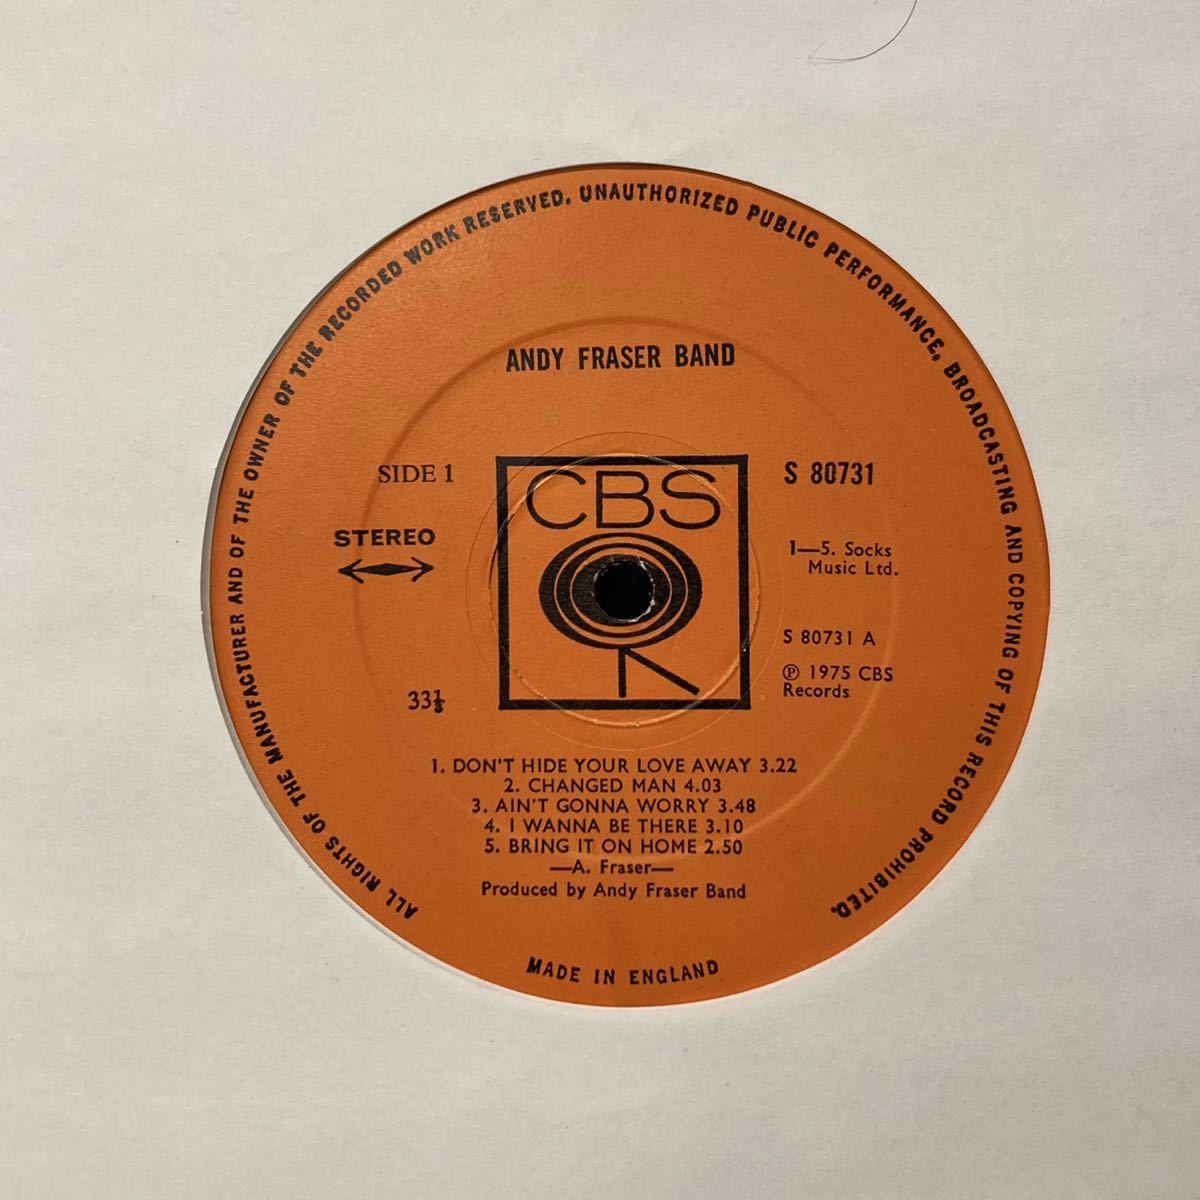 ALL RIGHTS OF THE MANUFACTURER AND OF THE OWNER OF THE RECORDED WORK RESERVED. UNAUTHORIZED PUBLIC PERFORMANCE, BROADCASTING AND COPYING OF THIS RECORD PROHIBITED.
ANDY FRASER BAND
SIDE 1
STEREO
33⅓
CBS
S 80731
1—5. Socks
Music Ltd.
S 80731 A
Ⓟ 1975 CBS
Records
1. DON'T HIDE YOUR LOVE AWAY 3.22
2. CHANGED MAN 4.03
3. AIN'T GONNA WORRY 3.48
4. I WANNA BE THERE 3.10
5. BRING IT ON HOME 2.50
—A. Fraser—
Produced by Andy Fraser Band
MADE IN ENGLAND